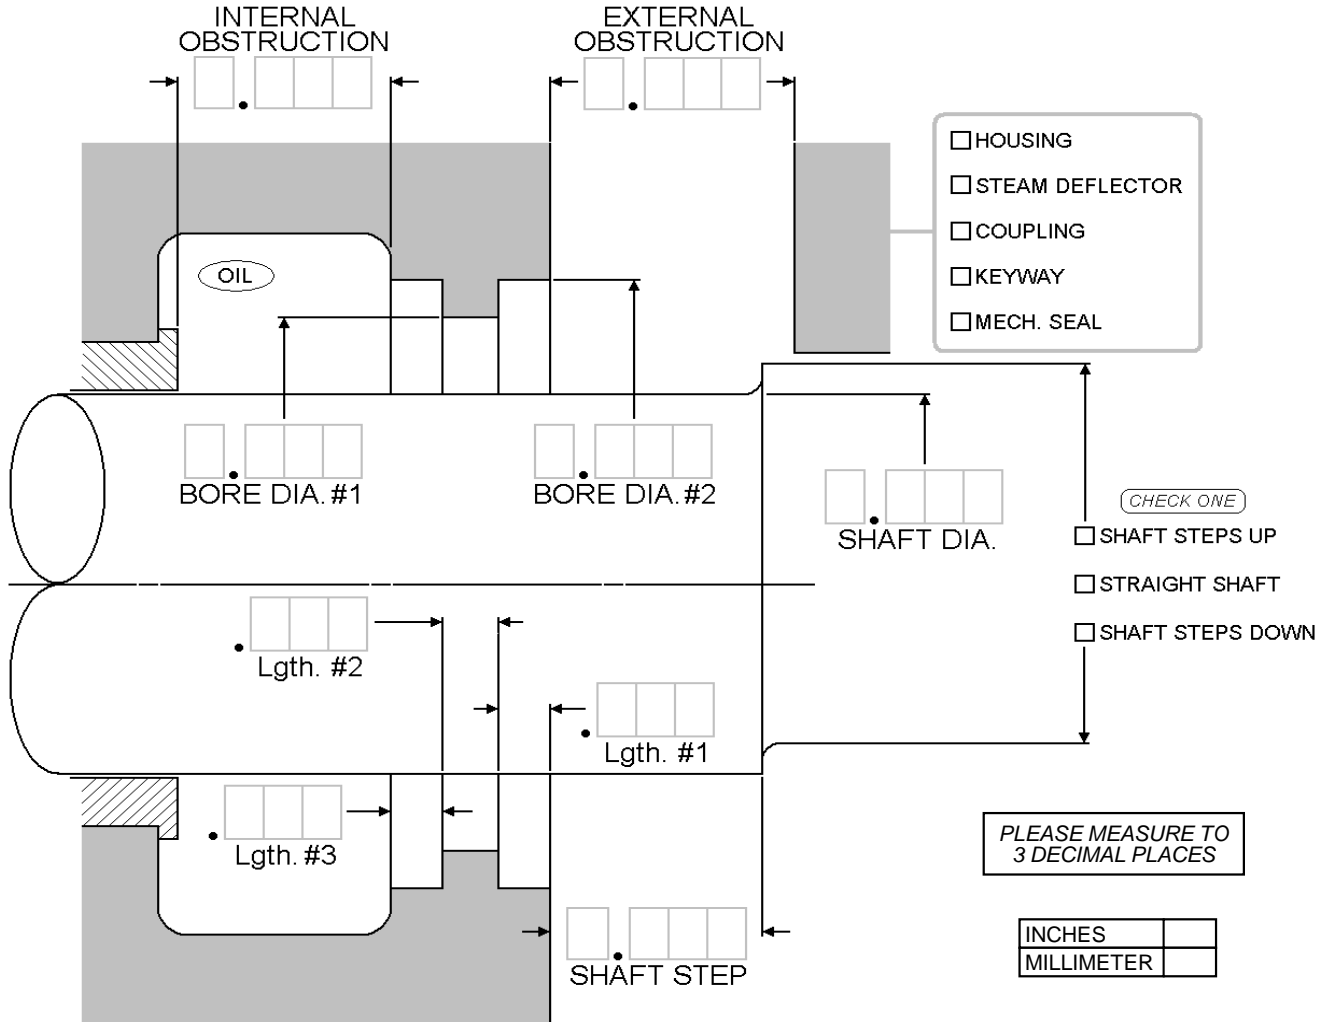 INTERNAL
OBSTRUCTION
EXTERNAL
OBSTRUCTION
HOUSING
STEAM DEFLECTOR
COUPLING
KEYWAY
MECH. SEAL
OIL
BORE DIA. #1
BORE DIA. #2
SHAFT DIA.
CHECK ONE
SHAFT STEPS UP
STRAIGHT SHAFT
SHAFT STEPS DOWN
Lgth. #2
Lgth. #1
Lgth. #3
PLEASE MEASURE TO
3 DECIMAL PLACES
SHAFT STEP
INCHES
MILLIMETER